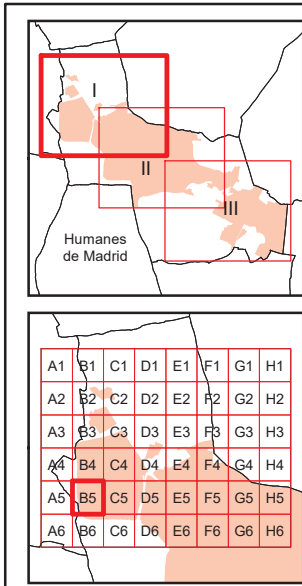 I
II
III
Humanes
de Madrid
A1 B1 C1 D1 E1 F1 G1 H1
A2 B2 C2 D2 E2 F2 G2 H2
A3 B3 C3 D3 E3 F3 G3 H3
A4 B4 C4 D4 E4 F4 G4 H4
A5 B5 C5 D5 E5 F5 G5 H5
A6 B6 C6 D6 E6 F6 G6 H6